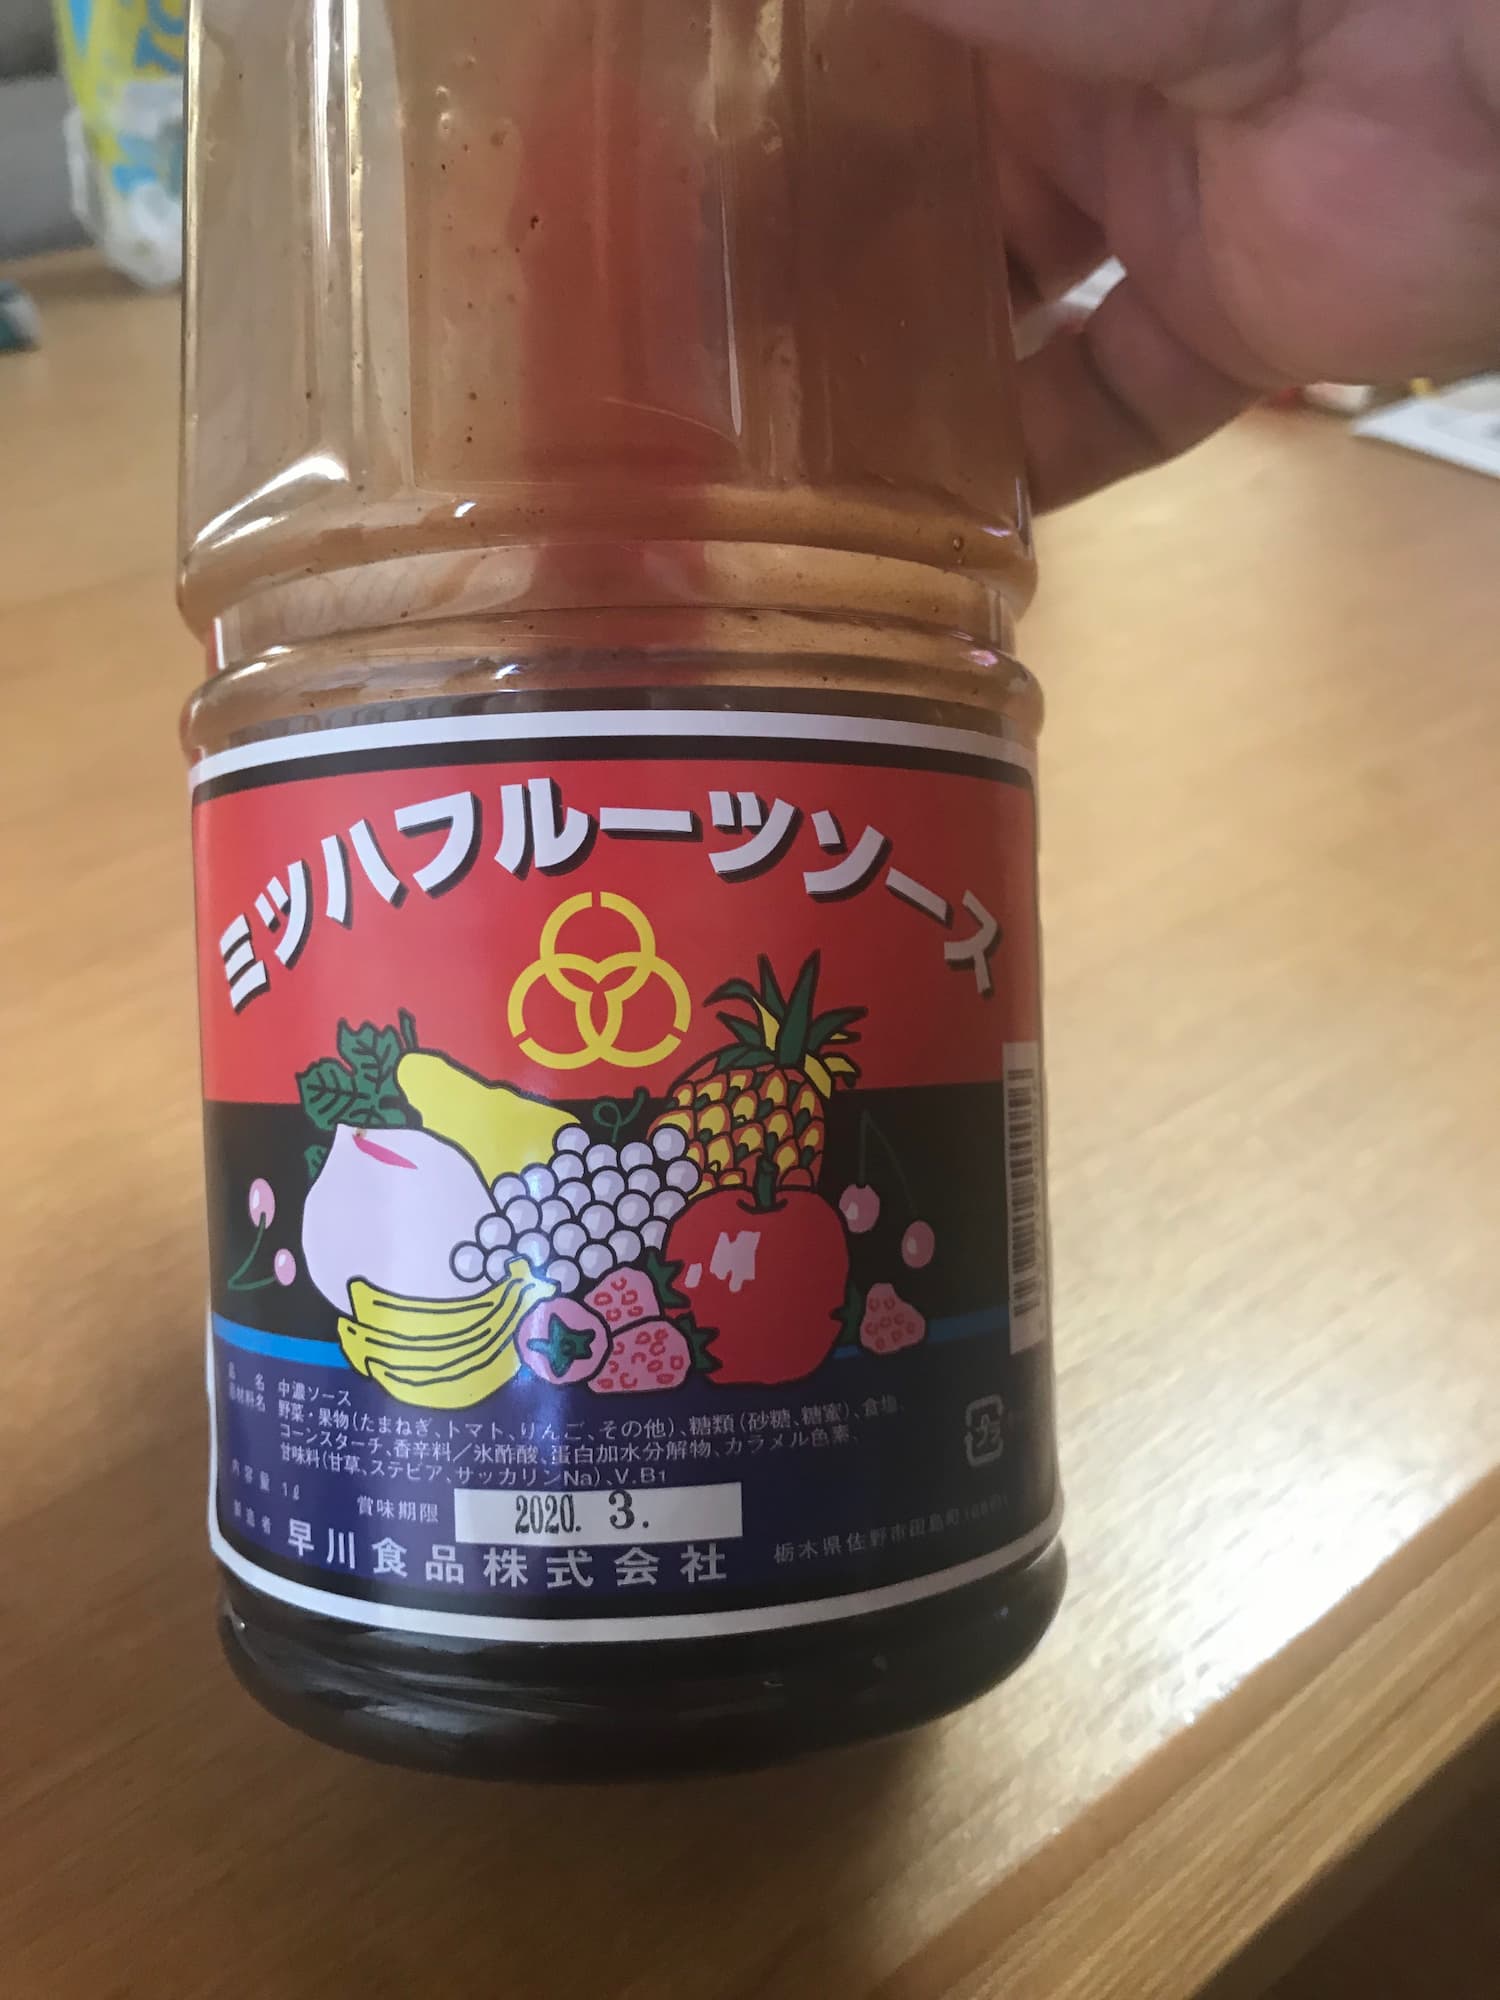 ミツハフルーツソース
品名 中濃ソース
原材料名 野菜・果物(たまねぎ、トマト、りんご、その他)、糖類(砂糖、糖蜜)、食塩、
コーンスターチ、香辛料/氷酢酸、蛋白加水分解物、カラメル色素、
甘味料(甘草、ステビア、サッカリンNa)、V.B1
内容量 1ℓ
賞味期限 2020. 3.
製造者 早川食品株式会社 栃木県佐野市田島町
プラ